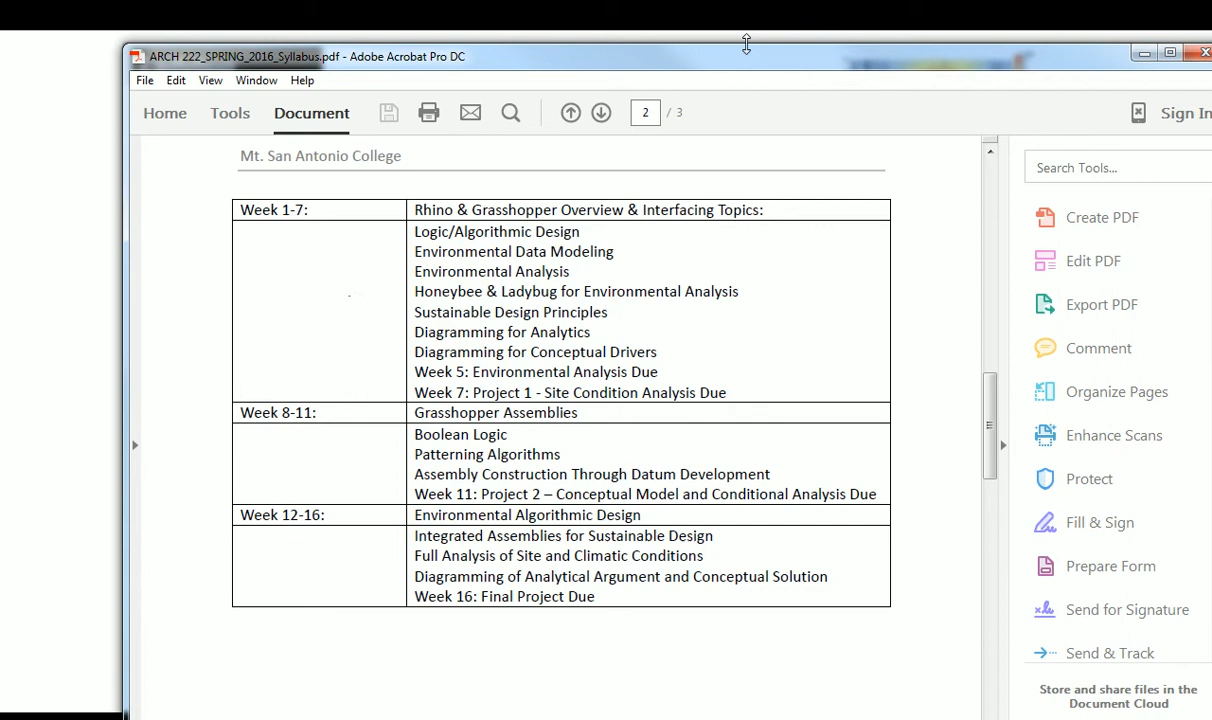 ARCH 222_SPRING_2016_Syllabus.pdf - Adobe Acrobat Pro DC
File Edit View Window Help
Home Tools Document 2 / 3 Sign In
Mt. San Antonio College
Search Tools...
Week 1-7: Rhino & Grasshopper Overview & Interfacing Topics:
Logic/Algorithmic Design
Environmental Data Modeling
Environmental Analysis
Honeybee & Ladybug for Environmental Analysis
Sustainable Design Principles
Diagramming for Analytics
Diagramming for Conceptual Drivers
Week 5: Environmental Analysis Due
Week 7: Project 1 - Site Condition Analysis Due
Week 8-11: Grasshopper Assemblies
Boolean Logic
Patterning Algorithms
Assembly Construction Through Datum Development
Week 11: Project 2 – Conceptual Model and Conditional Analysis Due
Week 12-16: Environmental Algorithmic Design
Integrated Assemblies for Sustainable Design
Full Analysis of Site and Climatic Conditions
Diagramming of Analytical Argument and Conceptual Solution
Week 16: Final Project Due
Create PDF
Edit PDF
Export PDF
Comment
Organize Pages
Enhance Scans
Protect
Fill & Sign
Prepare Form
Send for Signature
Send & Track
Store and share files in the
Document Cloud